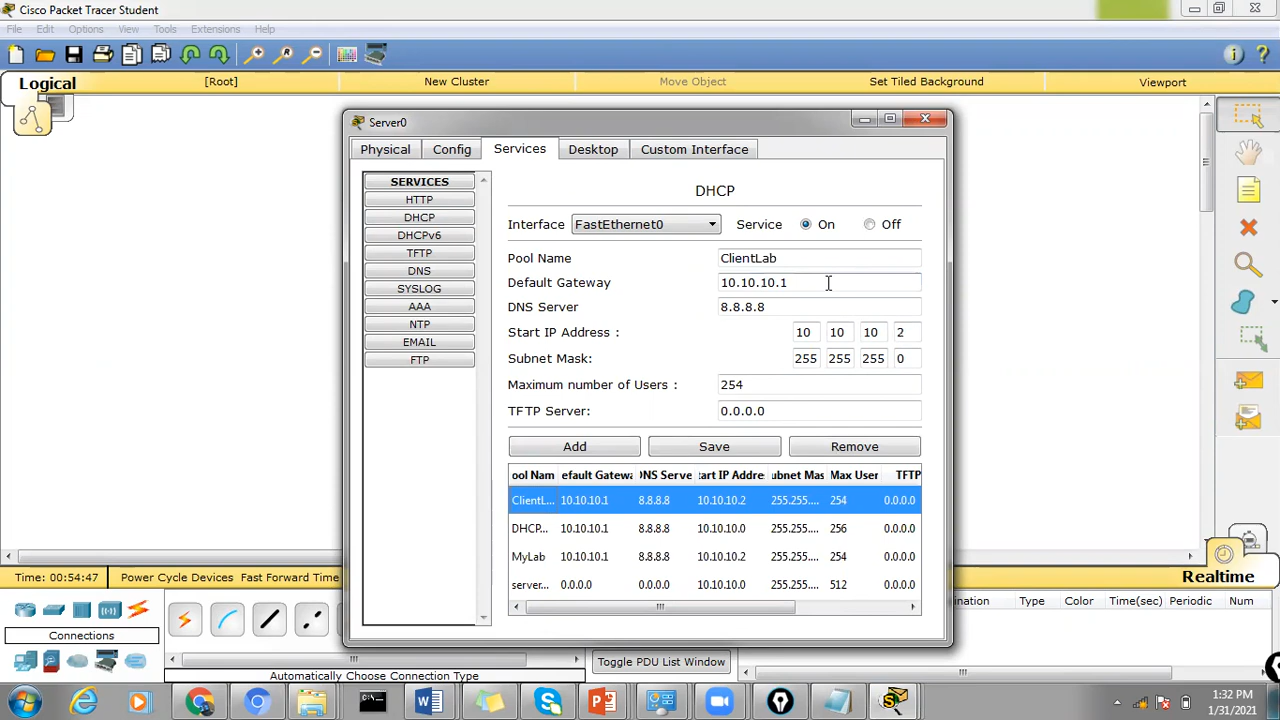 Cisco Packet Tracer Student
File Edit Options View Tools Extensions Help
Logical [Root] New Cluster Move Object Set Tiled Background Viewport
Server0
Physical Config Services Desktop Custom Interface
SERVICES
HTTP
DHCP
DHCPv6
TFTP
DNS
SYSLOG
AAA
NTP
EMAIL
FTP
DHCP
Interface FastEthernet0 Service On Off
Pool Name ClientLab
Default Gateway 10.10.10.1
DNS Server 8.8.8.8
Start IP Address : 10 10 10 2
Subnet Mask: 255 255 255 0
Maximum number of Users : 254
TFTP Server: 0.0.0.0
Add Save Remove
ool Nam efault Gatewa DNS Serve tart IP Addre ubnet Mas Max User TFTP
ClientL... 10.10.10.1 8.8.8.8 10.10.10.2 255.255.... 254 0.0.0.0
DHCP... 10.10.10.1 8.8.8.8 10.10.10.0 255.255.... 256 0.0.0.0
MyLab 10.10.10.1 8.8.8.8 10.10.10.2 255.255.... 254 0.0.0.0
server... 0.0.0.0 0.0.0.0 10.10.10.0 255.255.... 512 0.0.0.0
Time: 00:54:47 Power Cycle Devices Fast Forward Time
Realtime
Connections
Automatically Choose Connection Type
Toggle PDU List Window
ination Type Color Time(sec) Periodic Num
1:32 PM
1/31/2021